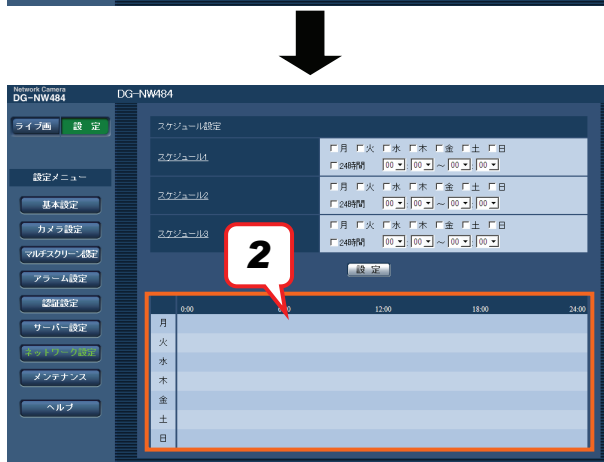 Network Camera
DG-NW484
DG-NW484
ライブ画 設 定
設定メニュー
基本設定
カメラ設定
マルチスクリーン設定
アラーム設定
認証設定
サーバー設定
ネットワーク設定
メンテナンス
ヘルプ
スケジュール設定
スケジュール1
月 火 水 木 金 土 日
24時間 00 : 00 ~ 00 : 00
スケジュール2
月 火 水 木 金 土 日
24時間 00 : 00 ~ 00 : 00
スケジュール3
月 火 水 木 金 土 日
24時間 00 : 00 ~ 00 : 00
2
設 定
0:00 12:00 18:00 24:00
月
火
水
木
金
土
日